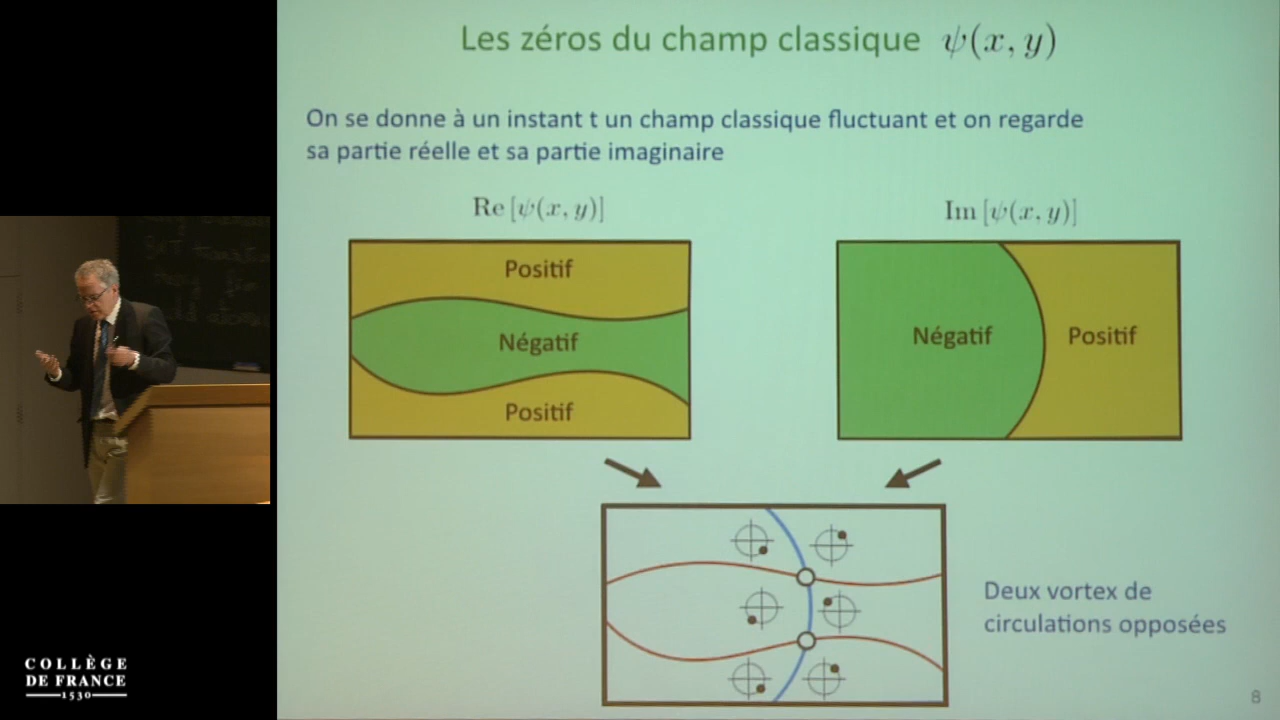 Les zéros du champ classique ψ(x, y)
On se donne à un instant t un champ classique fluctuant et on regarde
sa partie réelle et sa partie imaginaire
Re [ψ(x, y)]
Im [ψ(x, y)]
Positif
Négatif
Positif
Négatif
Positif
Deux vortex de
circulations opposées
COLLÈGE
DE FRANCE
1530
8